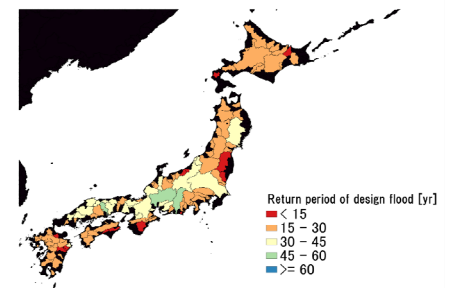 Return period of design flood [yr]
< 15
15 - 30
30 - 45
45 - 60
>= 60